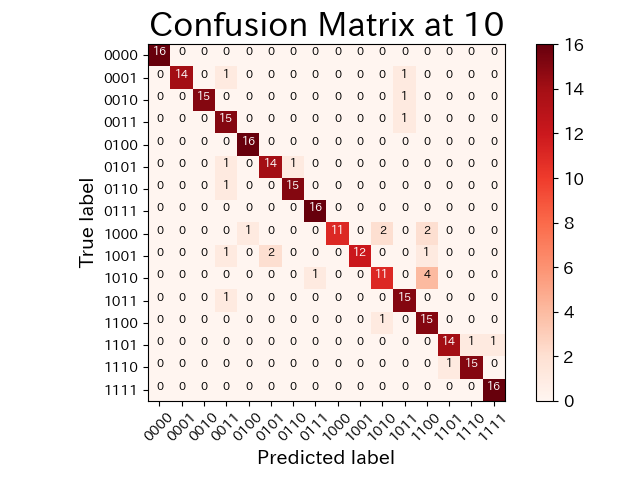 Confusion Matrix at 10
True label
0000 16 0 0 0 0 0 0 0 0 0 0 0 0 0 0 0
0001 0 14 0 1 0 0 0 0 0 0 0 1 0 0 0 0
0010 0 0 15 0 0 0 0 0 0 0 0 1 0 0 0 0
0011 0 0 0 15 0 0 0 0 0 0 0 1 0 0 0 0
0100 0 0 0 0 16 0 0 0 0 0 0 0 0 0 0 0
0101 0 0 0 1 0 14 1 0 0 0 0 0 0 0 0 0
0110 0 0 0 1 0 0 15 0 0 0 0 0 0 0 0 0
0111 0 0 0 0 0 0 0 16 0 0 0 0 0 0 0 0
1000 0 0 0 0 1 0 0 0 11 0 2 0 2 0 0 0
1001 0 0 0 1 0 2 0 0 0 12 0 0 1 0 0 0
1010 0 0 0 0 0 0 0 1 0 0 11 0 4 0 0 0
1011 0 0 0 1 0 0 0 0 0 0 0 15 0 0 0 0
1100 0 0 0 0 0 0 0 0 0 0 1 0 15 0 0 0
1101 0 0 0 0 0 0 0 0 0 0 0 0 0 14 1 1
1110 0 0 0 0 0 0 0 0 0 0 0 0 0 1 15 0
1111 0 0 0 0 0 0 0 0 0 0 0 0 0 0 0 16
0000 0001 0010 0011 0100 0101 0110 0111 1000 1001 1010 1011 1100 1101 1110 1111
Predicted label
16
14
12
10
8
6
4
2
0